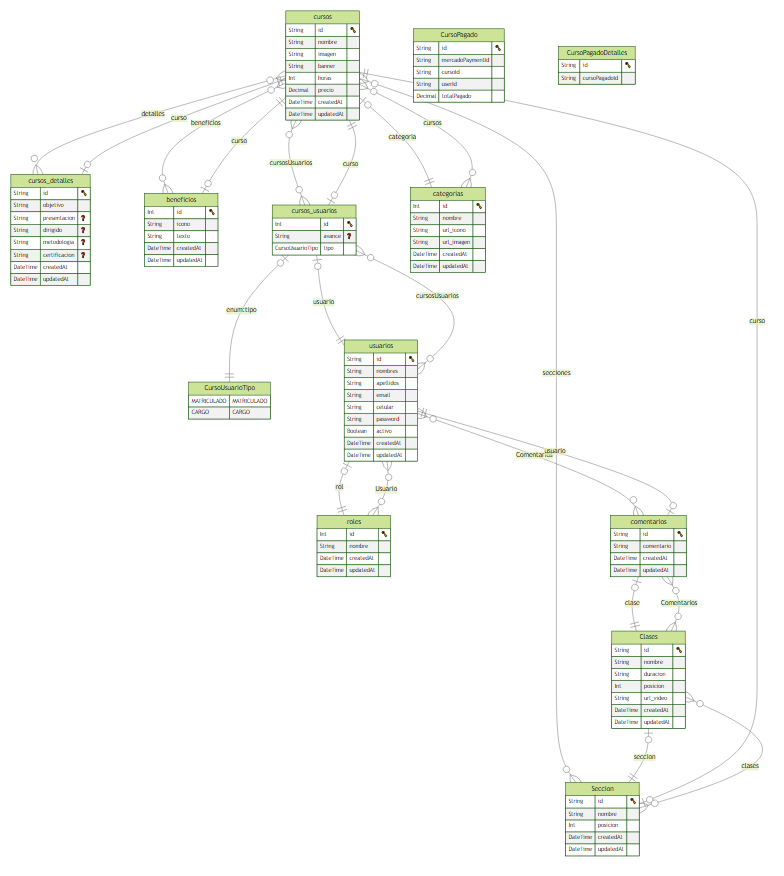 cursos
String id
String nombre
String imagen
String banner
Int horas
Decimal precio
DateTime createdAt
DateTime updatedAt
CursoPagado
String id
String mercadoPaymentId
String cursoId
String userId
Decimal totalPagado
CursoPagadoDetalles
String id
String cursoPagadoId
detalles
curso
beneficios
curso
cursosUsuarios
curso
categoria
cursos
cursos_detalles
String id
String objetivo
String presentacion ?
String dirigido ?
String metodologia ?
String certificacion ?
DateTime createdAt
DateTime updatedAt
beneficios
Int id
String icono
String texto
DateTime createdAt
DateTime updatedAt
cursos_usuarios
Int id
String avance ?
CursoUsuarioTipo tipo
categorias
Int id
String nombre
String url_icono
String url_imagen
DateTime createdAt
DateTime updatedAt
enum:tipo
usuario
cursosUsuarios
curso
secciones
CursoUsuarioTipo
MATRICULADO MATRICULADO
CARGO CARGO
usuarios
String id
String nombres
String apellidos
String email
String celular
String password
Boolean activo
DateTime createdAt
DateTime updatedAt
Comentarios
usuario
rol
Usuario
roles
Int id
String nombre
DateTime createdAt
DateTime updatedAt
comentarios
String id
String comentario
DateTime createdAt
DateTime updatedAt
clase
Comentarios
Clases
String id
String nombre
String duracion
Int posicion
String url_video
DateTime createdAt
DateTime updatedAt
seccion
clases
Seccion
String id
String nombre
Int posicion
DateTime createdAt
DateTime updatedAt